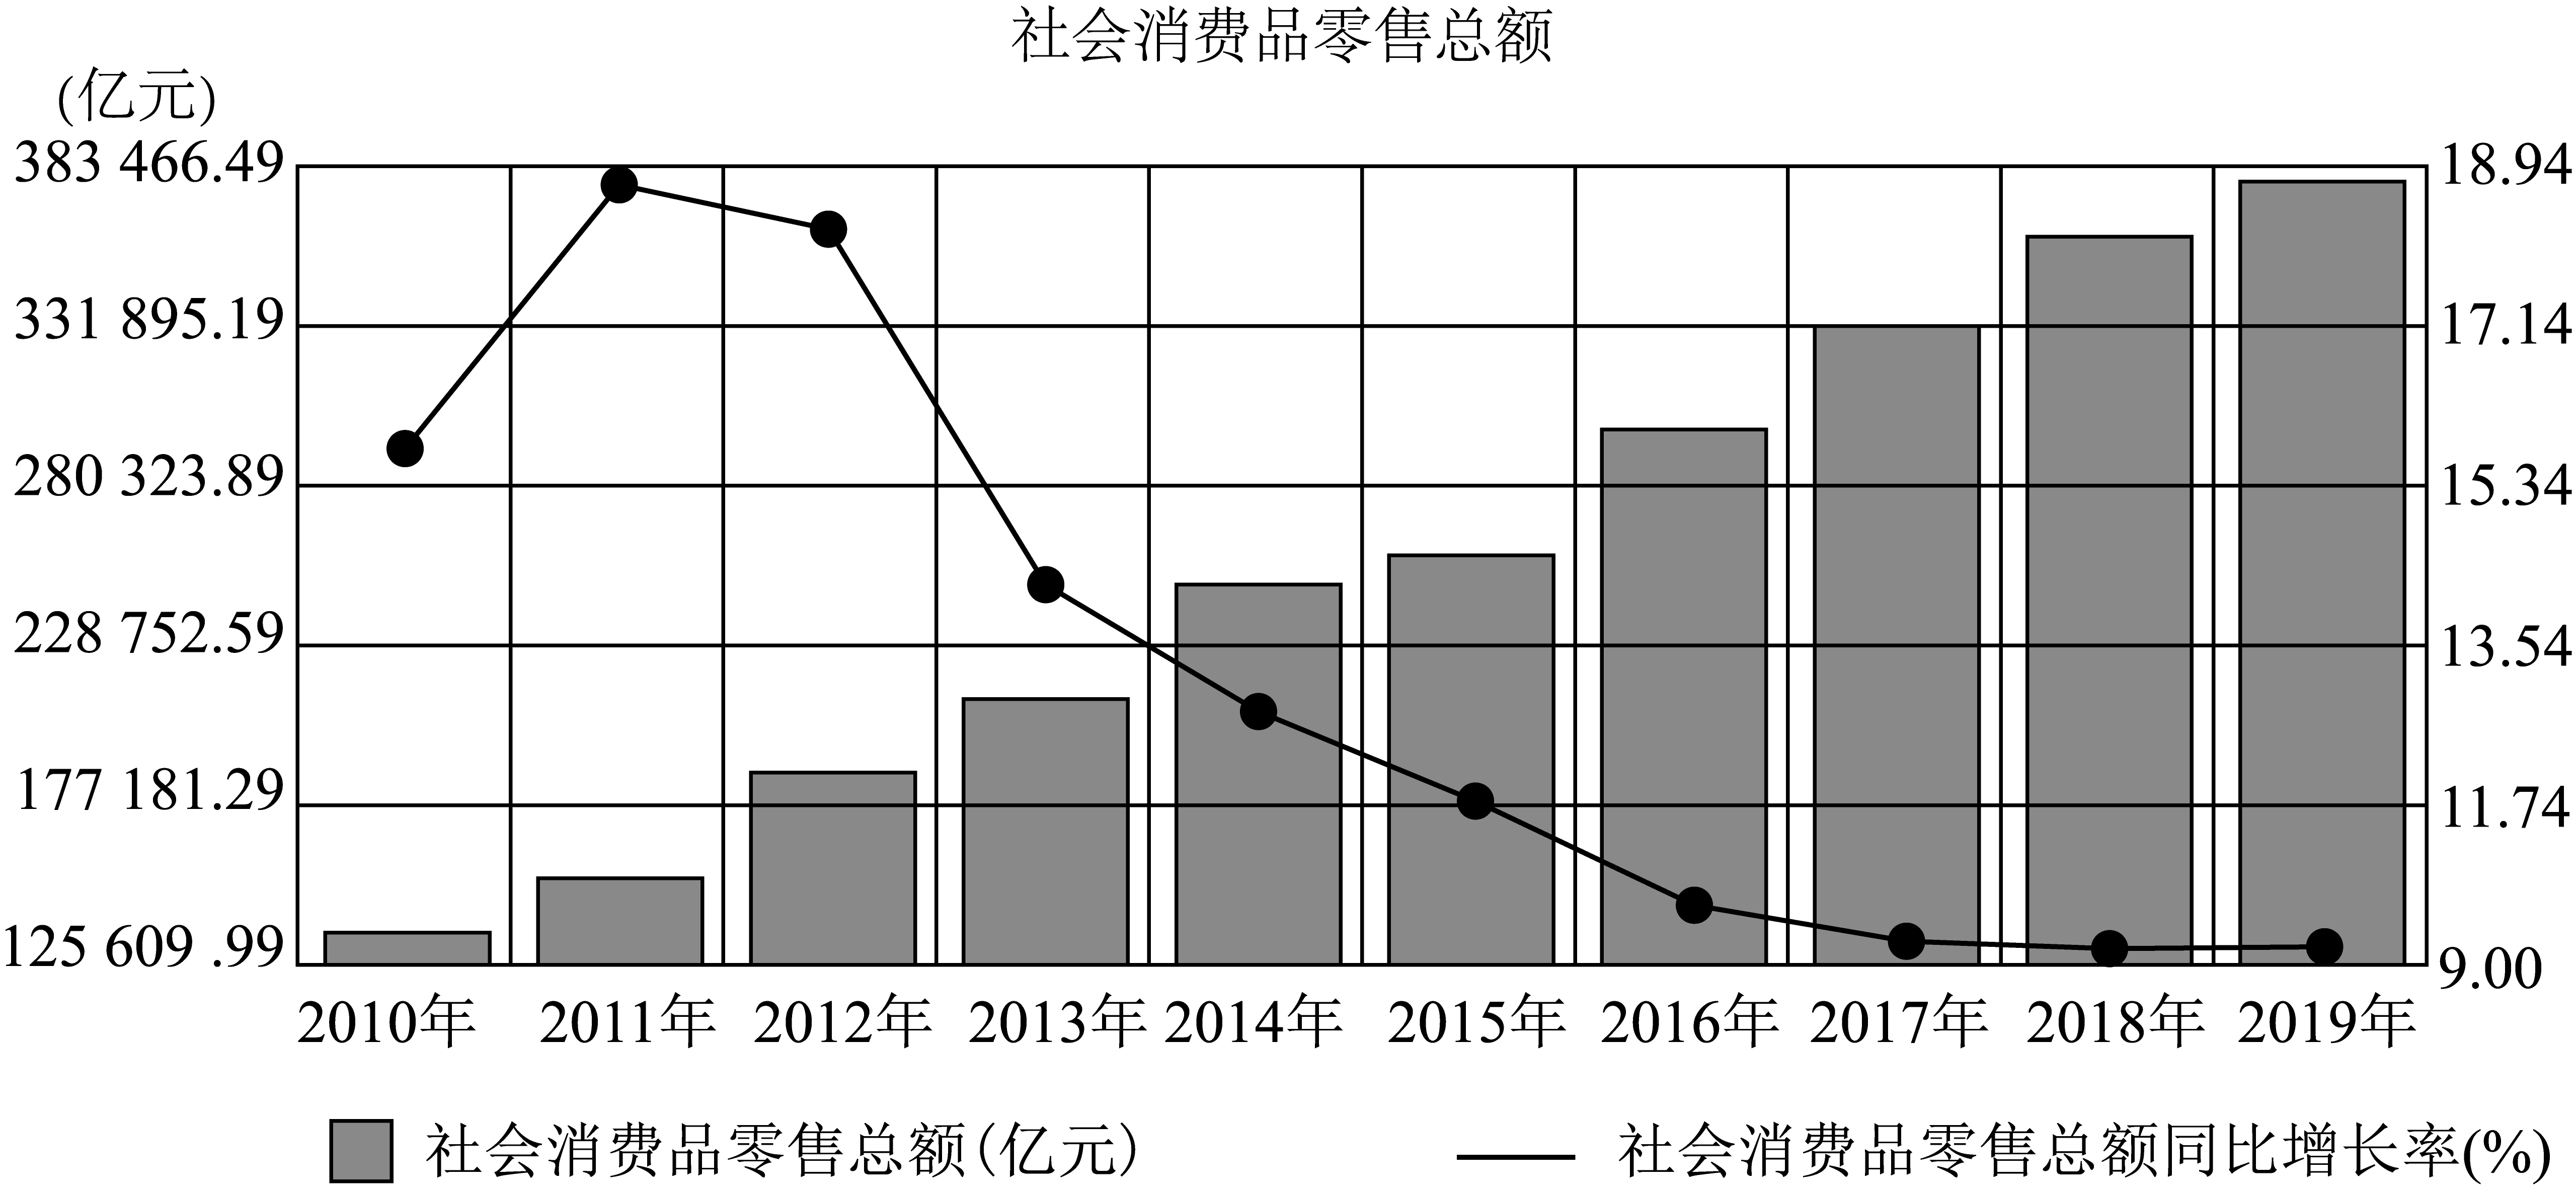 社会消费品零售总额
(亿元)
383 466.49
331 895.19
280 323.89
228 752.59
177 181.29
125 609 .99
18.94
17.14
15.34
13.54
11.74
9.00
2010年 2011年 2012年 2013年 2014年 2015年 2016年 2017年 2018年 2019年
社会消费品零售总额(亿元) 社会消费品零售总额同比增长率(%)